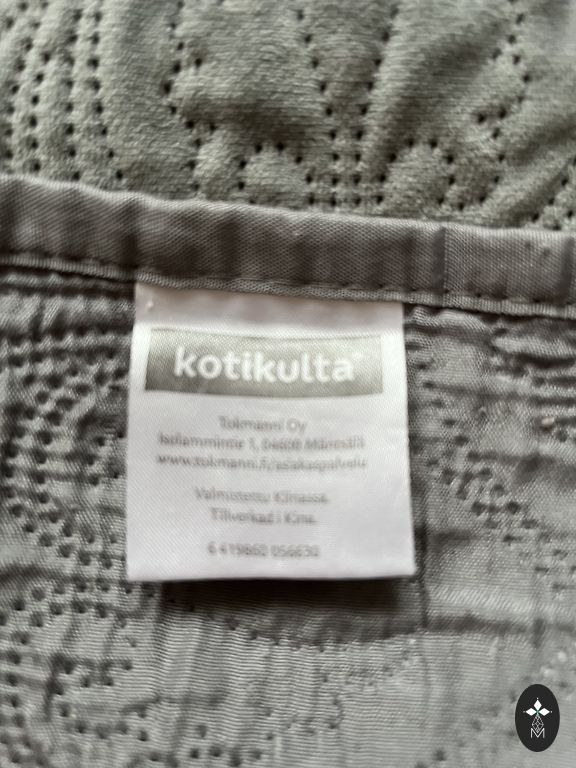 kotikulta
Tokmanni Oy
Isolammintie 1, 04600 Mäntsälä
www.tokmanni.fi/asiakaspalvelu
Valmistettu Kiinassa.
Tillverkad i Kina.
6 419860 056630
M